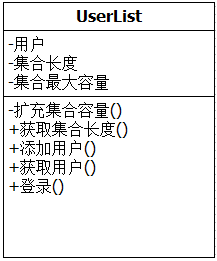 UserList
-用户
-集合长度
-集合最大容量
-扩充集合容量()
+获取集合长度()
+添加用户()
+获取用户()
+登录()